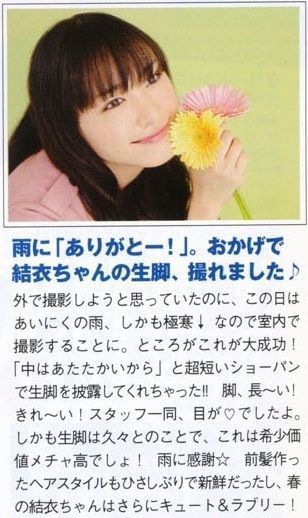 雨に「ありがとー!」。おかげで
結衣ちゃんの生脚、撮れました♪
外で撮影しようと思っていたのに、この日は
あいにくの雨、しかも極寒↓ なので室内で
撮影することに。ところがこれが大成功!
「中はあたたかいから」と超短いショーパン
で生脚を披露してくれちゃった!! 脚、長〜い!
きれ〜い! スタッフ一同、目が♡でしたよ。
しかも生脚は久々とのことで、これは希少価
値メチャ高でしょ! 雨に感謝☆ 前髪作っ
たヘアスタイルもひさしぶりで新鮮だったし、春
の結衣ちゃんはさらにキュート&ラブリー!